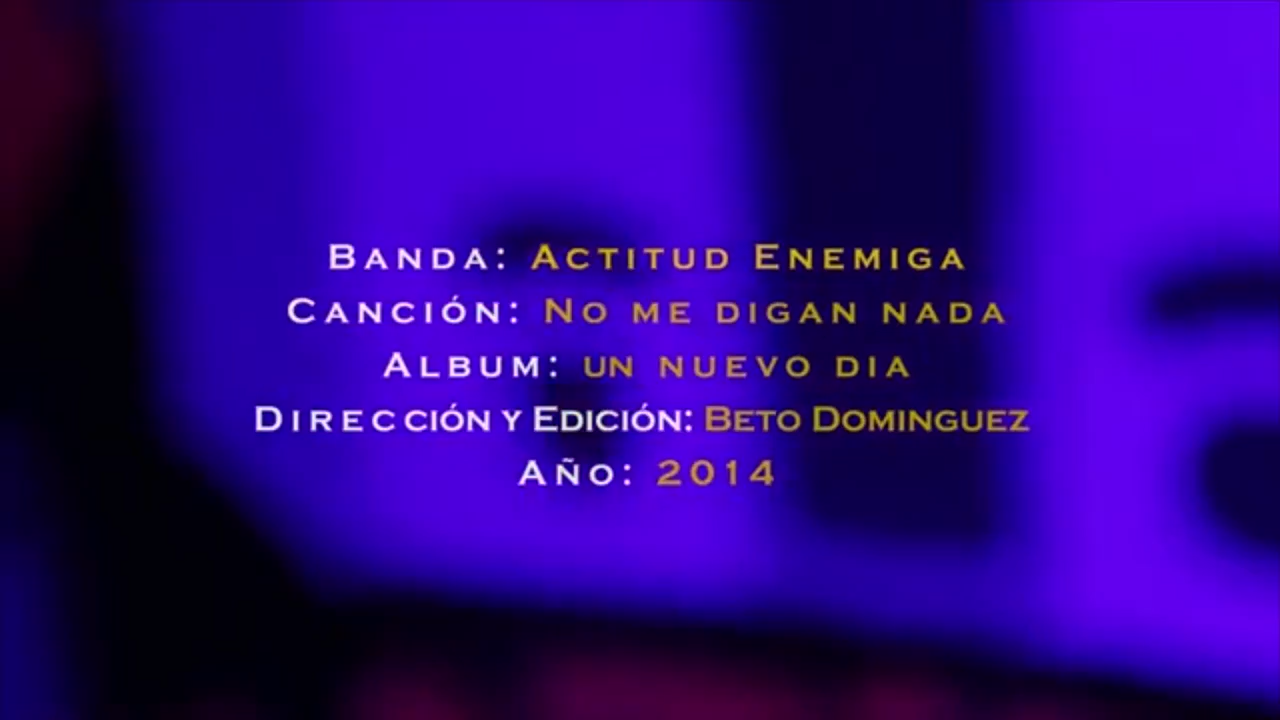 Banda: Actitud Enemiga
Canción: No me digan nada
Album: un nuevo dia
Dirección y Edición: Beto Dominguez
Año: 2014